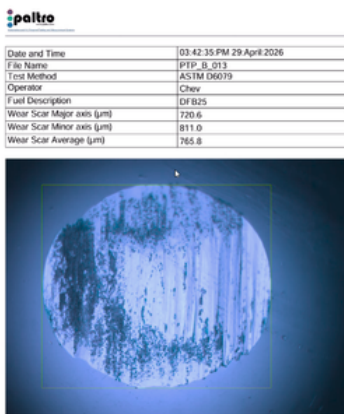 paltro
Date and Time 03:42:35:PM 29:April:2026
File Name PTP_B_013
Test Method ASTM D6079
Operator Chev
Fuel Description DFB25
Wear Scar Major axis (µm) 720.6
Wear Scar Minor axis (µm) 811.0
Wear Scar Average (µm) 765.8